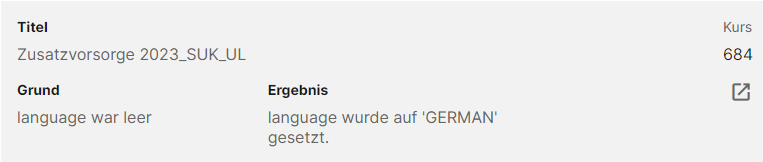 Titel
Kurs
Zusatzvorsorge 2023_SUK_UL
684
Grund
Ergebnis
language war leer
language wurde auf 'GERMAN'
gesetzt.